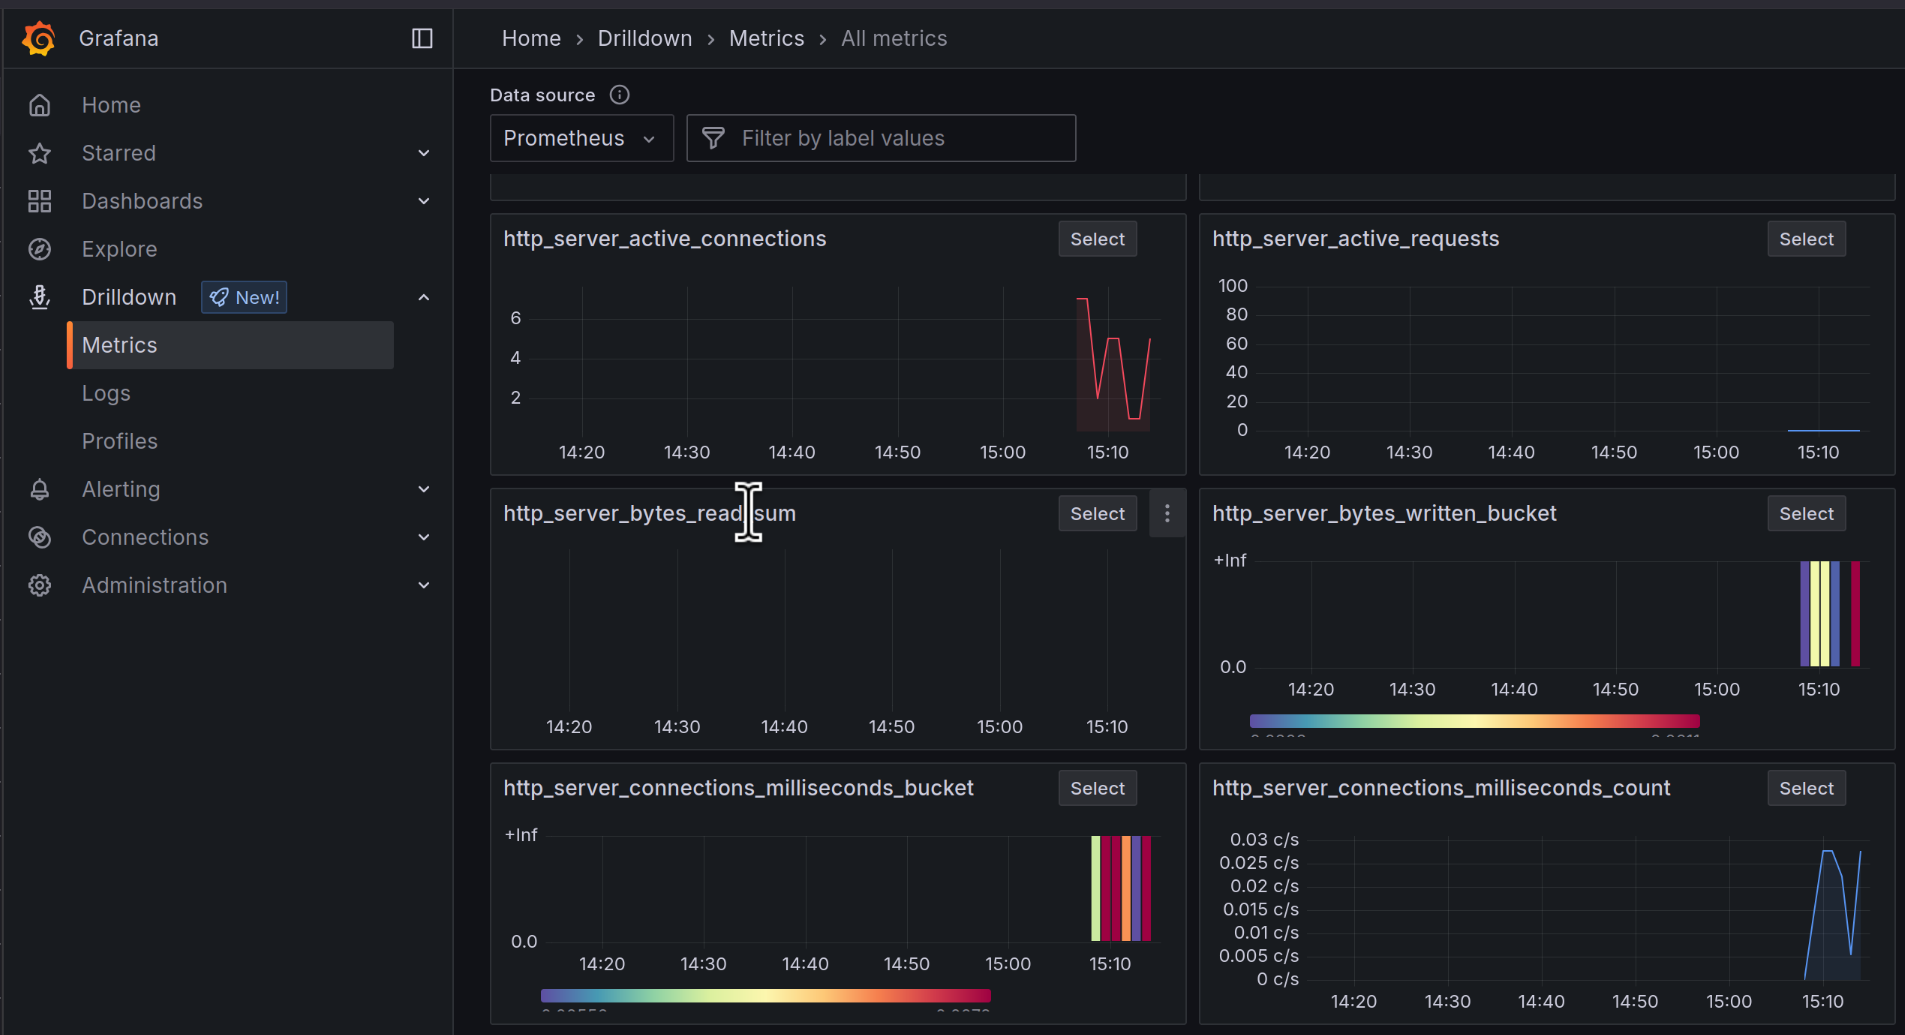 Grafana
Home › Drilldown › Metrics › All metrics
Home
Starred
Dashboards
Explore
Drilldown New!
Metrics
Logs
Profiles
Alerting
Connections
Administration
Data source
Prometheus
Filter by label values
http_server_active_connections Select
6
4
2
14:20 14:30 14:40 14:50 15:00 15:10
http_server_active_requests Select
100
80
60
40
20
0
14:20 14:30 14:40 14:50 15:00 15:10
http_server_bytes_read_sum Select
14:20 14:30 14:40 14:50 15:00 15:10
http_server_bytes_written_bucket Select
+Inf
0.0
14:20 14:30 14:40 14:50 15:00 15:10
http_server_connections_milliseconds_bucket Select
+Inf
0.0
14:20 14:30 14:40 14:50 15:00 15:10
http_server_connections_milliseconds_count Select
0.03 c/s
0.025 c/s
0.02 c/s
0.015 c/s
0.01 c/s
0.005 c/s
0 c/s
14:20 14:30 14:40 14:50 15:00 15:10